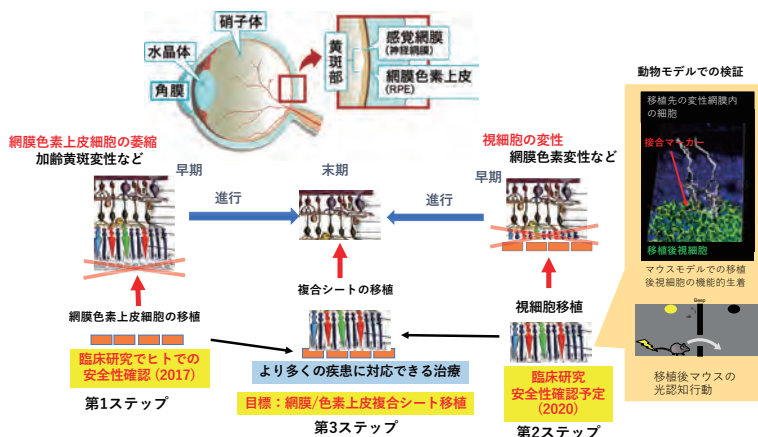 硝子体
水晶体
角膜
黄斑部
感覚網膜
(神経網膜)
網膜色素上皮
(RPE)
網膜色素上皮細胞の萎縮
加齢黄斑変性など
早期
進行
末期
進行
早期
視細胞の変性
網膜色素変性など
網膜色素上皮細胞の移植
複合シートの移植
視細胞移植
臨床研究でヒトでの
安全性確認 (2017)
第1ステップ
より多くの疾患に対応できる治療
目標：網膜/色素上皮複合シート移植
第3ステップ
臨床研究
安全性確認予定
(2020)
第2ステップ
動物モデルでの検証
移植先の変性網膜内
の細胞
接合マーカー
移植後視細胞
マウスモデルでの移植
後視細胞の機能的生着
Beep
移植後マウスの
光認知行動